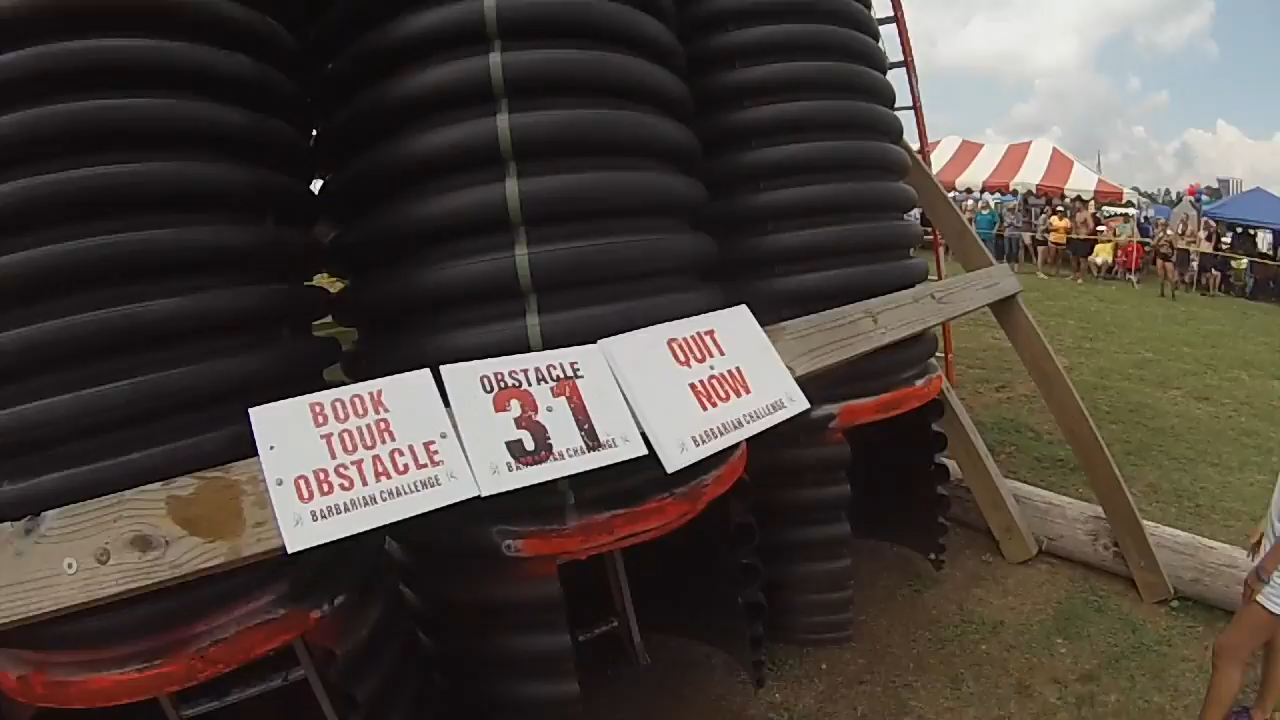 BOOK
TOUR
OBSTACLE
BARBARIAN CHALLENGE
OBSTACLE
31
BARBARIAN CHALLENGE
QUIT
NOW
BARBARIAN CHALLENGE